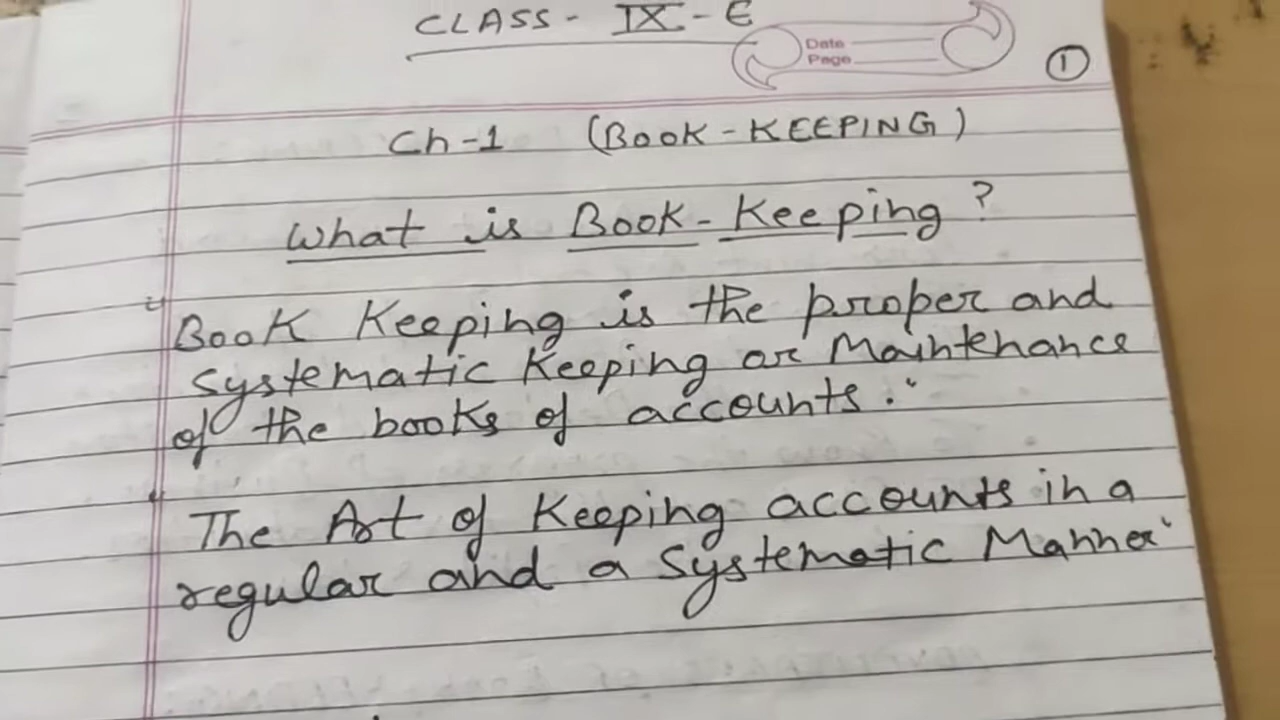 CLASS - IX - E
Date
Page
1
Ch-1 (BOOK-KEEPING)
What is Book-Keeping?
"Book Keeping is the proper and
systematic Keeping or Maintenance
of the books of accounts."
"The Art of Keeping accounts in a
regular and a systematic Manner"